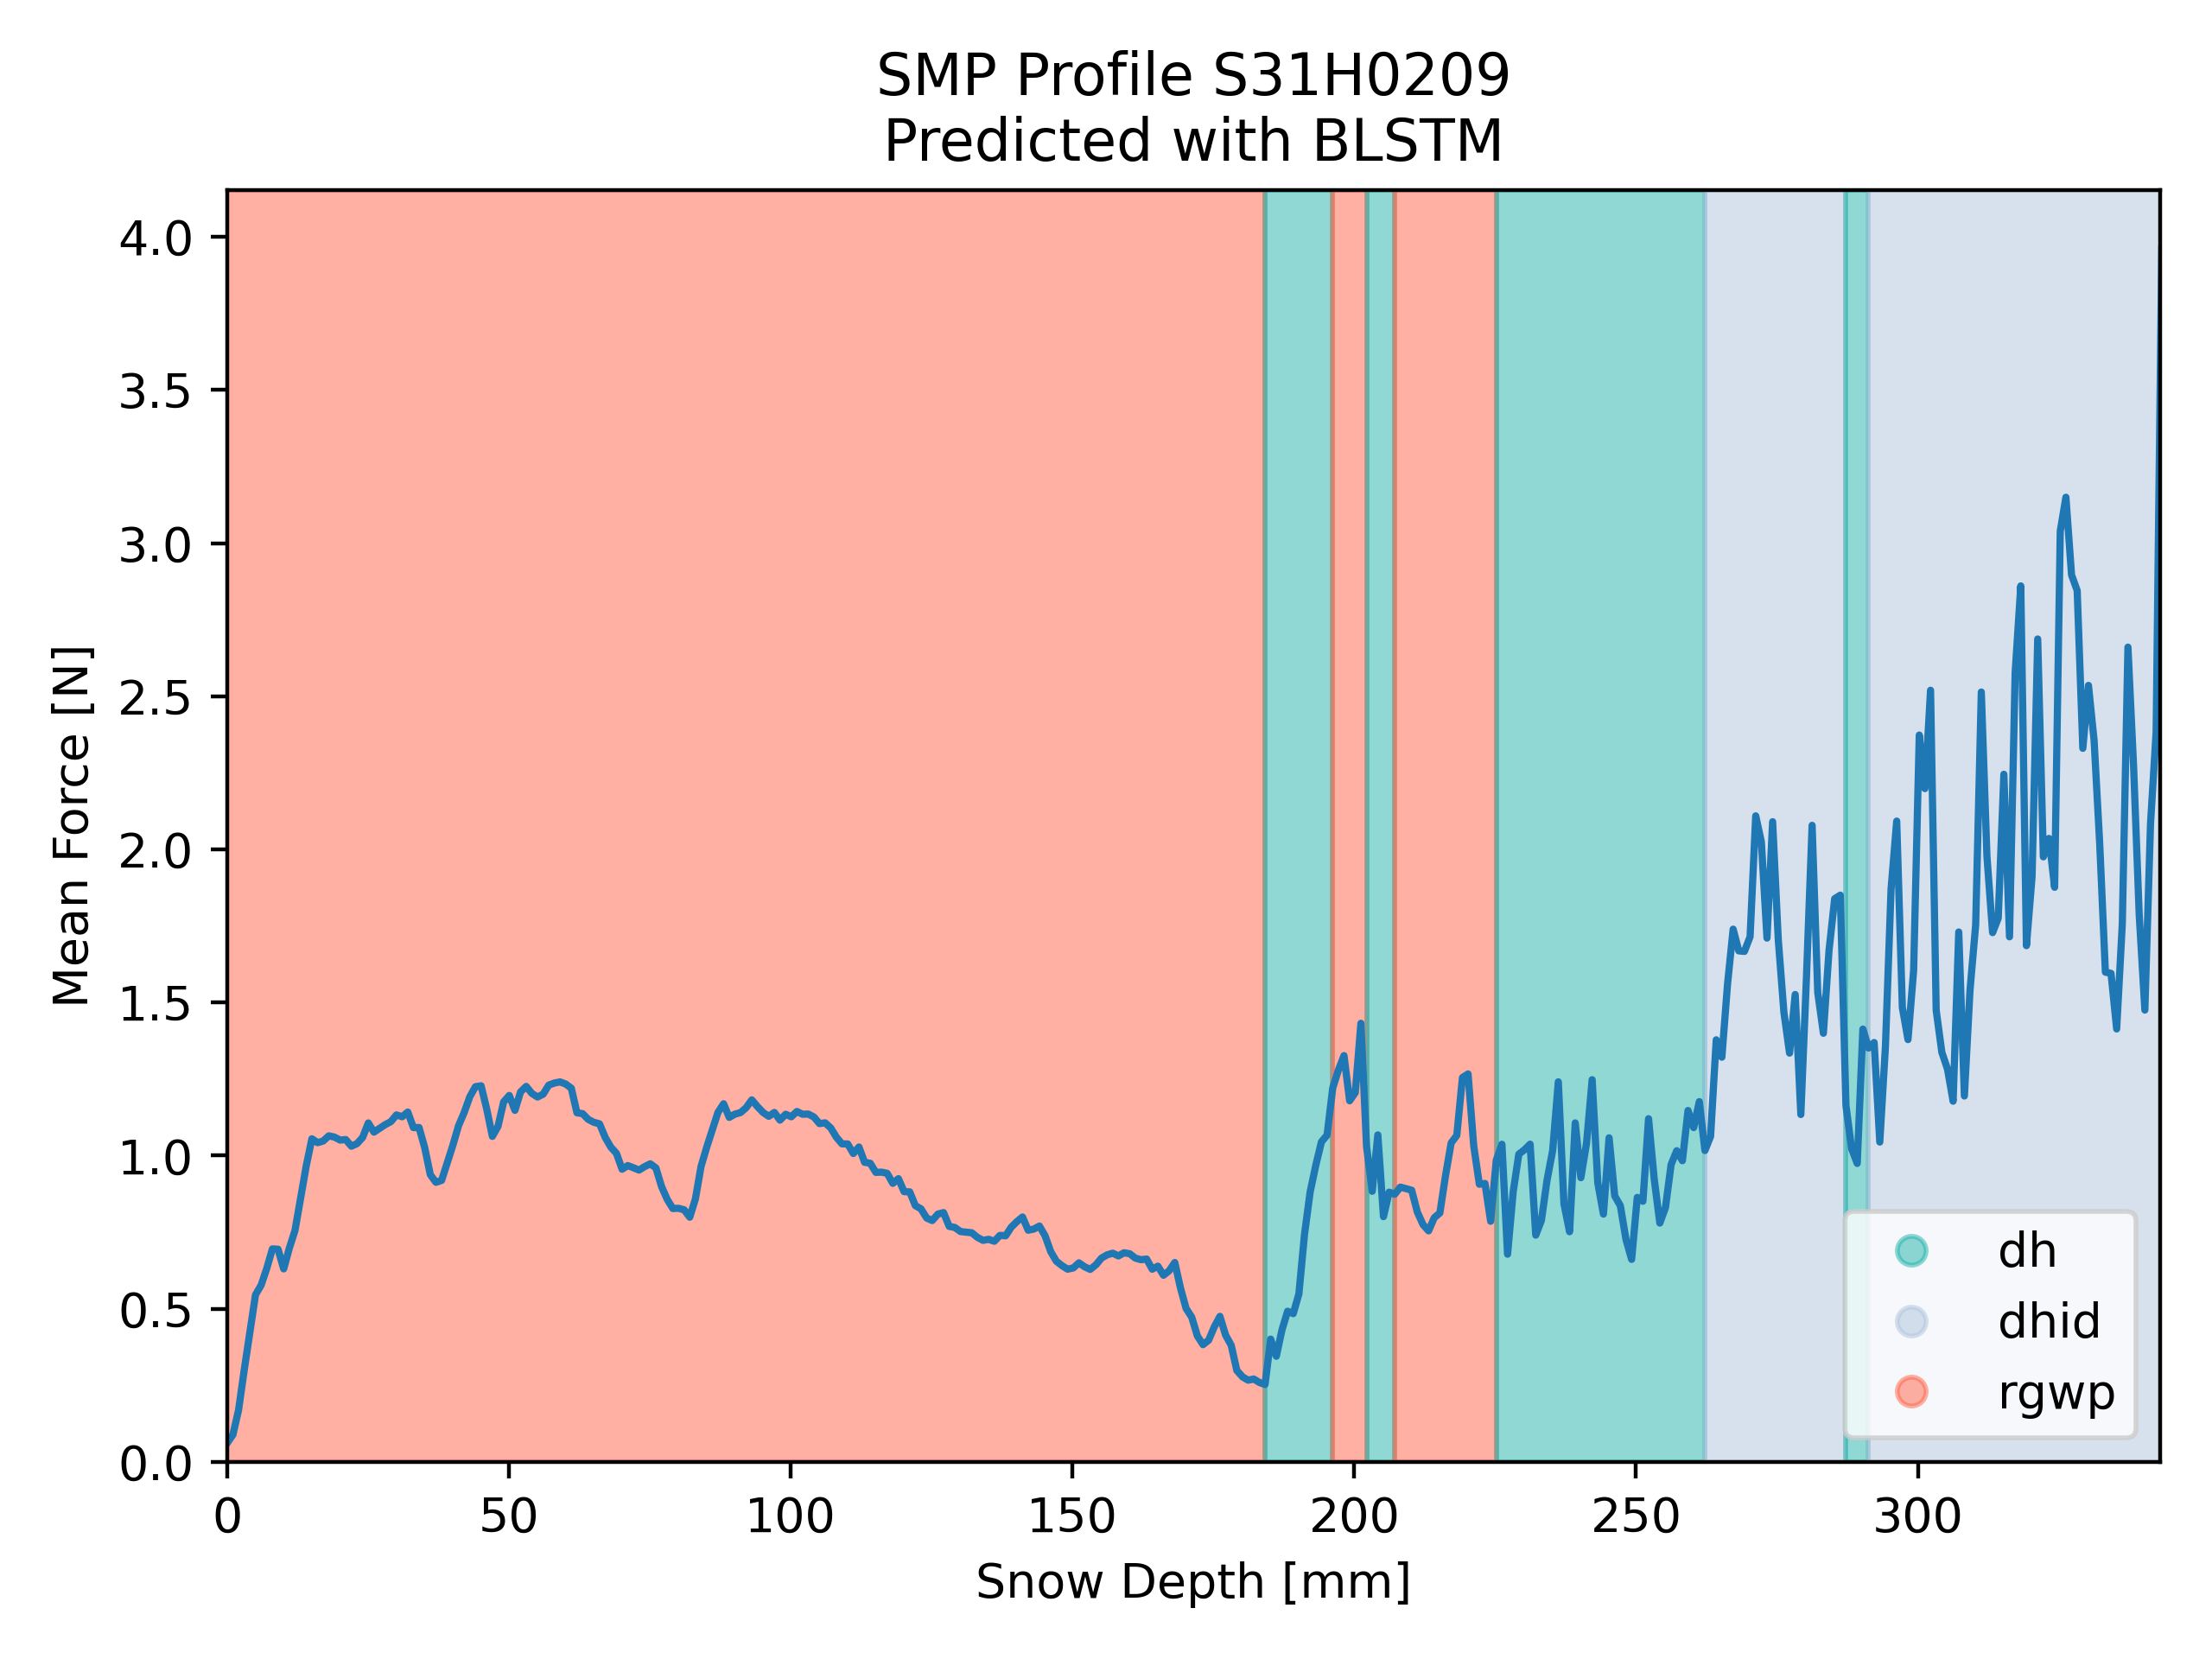 SMP Profile S31H0209
Predicted with BLSTM
Mean Force [N]
4.0
3.5
3.0
2.5
2.0
1.5
1.0
0.5
0.0
0 50 100 150 200 250 300
Snow Depth [mm]
dh
dhid
rgwp